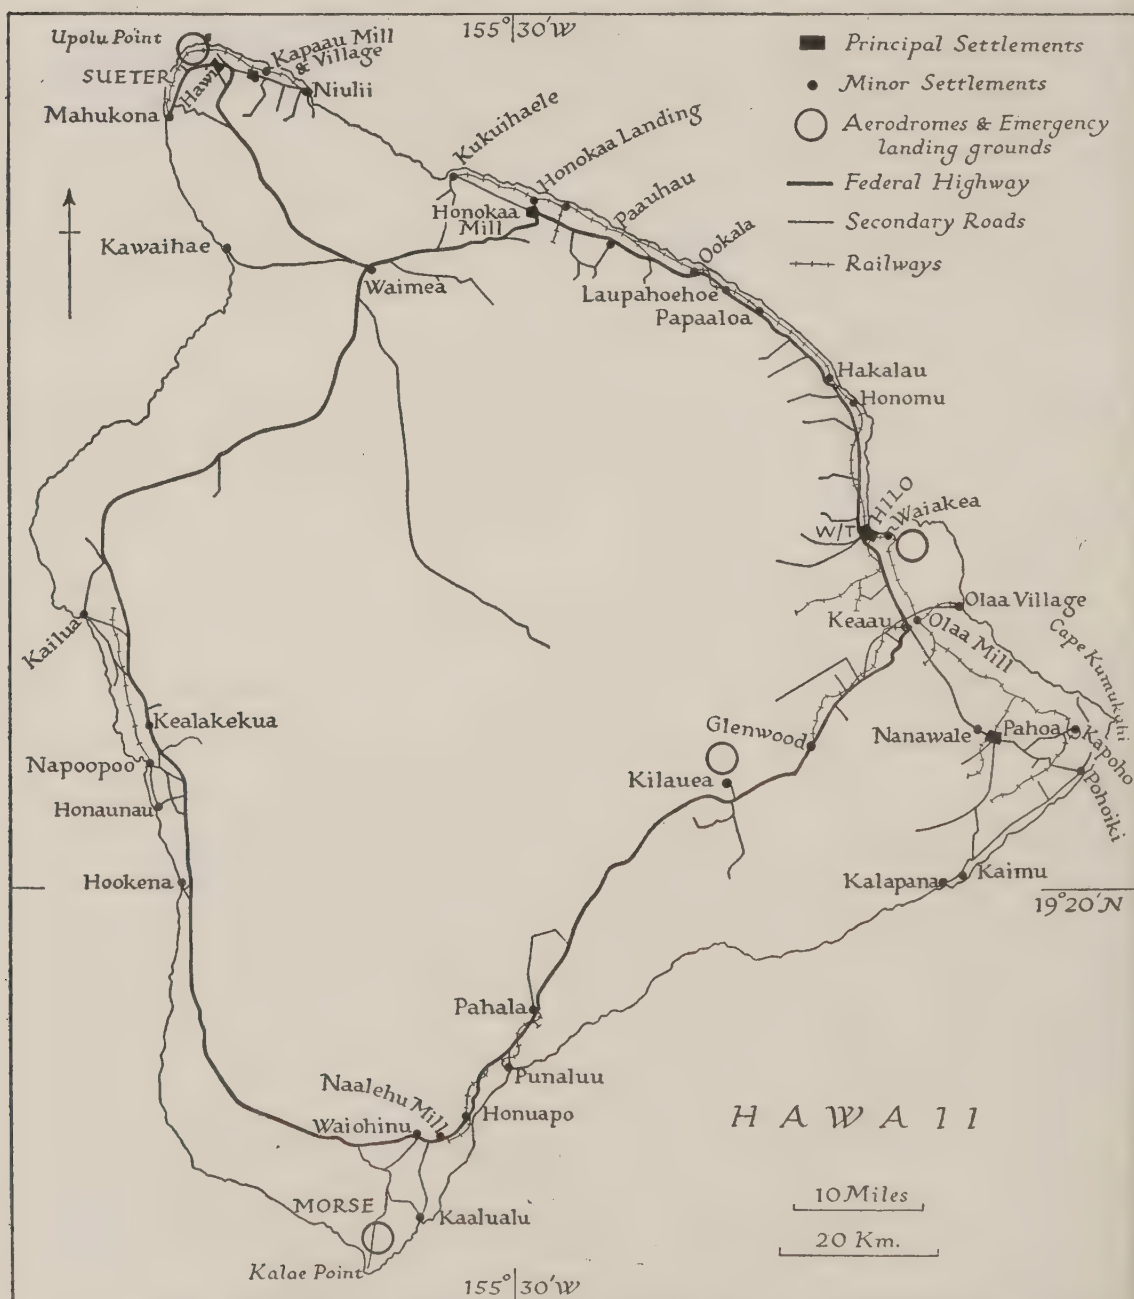 155° 30'W
Upolu Point
SUETER
Hawi
Kapaau Mill
& Village
Niulii
Mahukona
Kukuihaele
Honokaa Landing
Honokaa
Mill
Paauhau
Ookala
Kawaihae
Waimea
Laupahoehoe
Papaaloa
Hakalau
Honomu
Principal Settlements
Minor Settlements
Aerodromes & Emergency
landing grounds
Federal Highway
Secondary Roads
Railways
W/T
HILO
Waiakea
Olaa Village
Keaau
Olaa Mill
Cape Kumukahi
Kailua
Kealakekua
Glenwood
Nanawale
Pahoa
Kapoho
Napoopoo
Kilauea
Pohoiki
Honaunau
Hookena
Kalapana
Kaimu
19° 20'N
Pahala
Punaluu
Naalehu Mill
Honuapo
Waiohinu
HAWAII
MORSE
Kaalualu
10 Miles
20 Km.
Kalae Point
155° 30'W